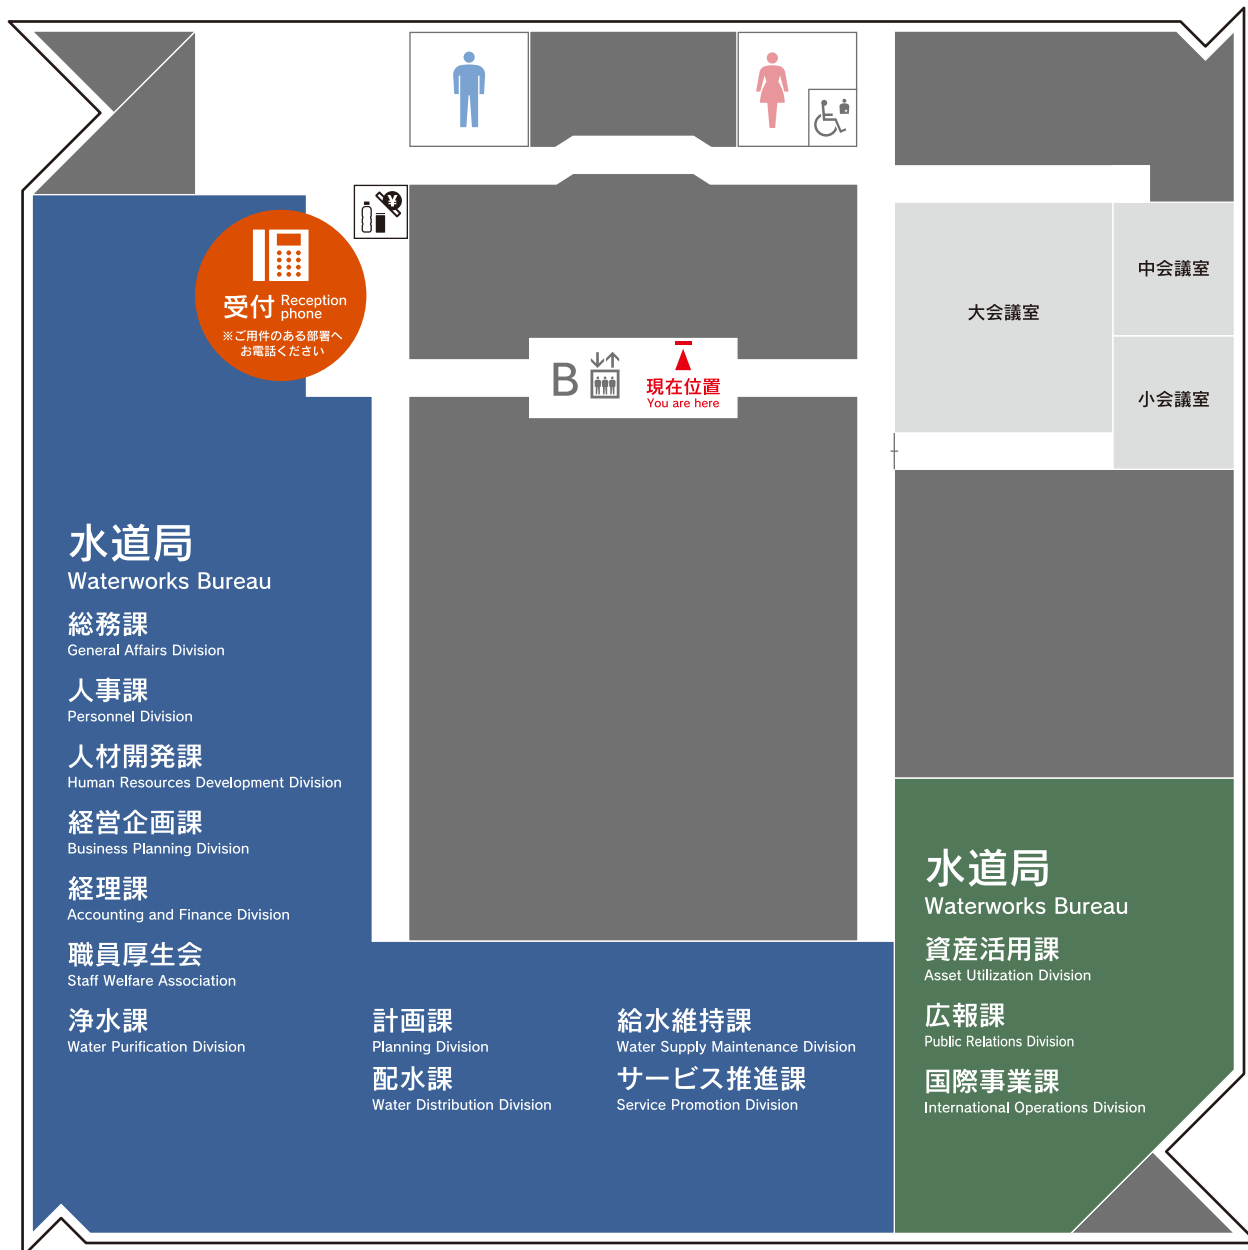 受付 Reception phone
※ご用件のある部署へ
お電話ください
¥
B
現在位置
You are here
大会議室
中会議室
小会議室
水道局
Waterworks Bureau
総務課
General Affairs Division
人事課
Personnel Division
人材開発課
Human Resources Development Division
経営企画課
Business Planning Division
経理課
Accounting and Finance Division
職員厚生会
Staff Welfare Association
浄水課
Water Purification Division
計画課
Planning Division
配水課
Water Distribution Division
給水維持課
Water Supply Maintenance Division
サービス推進課
Service Promotion Division
水道局
Waterworks Bureau
資産活用課
Asset Utilization Division
広報課
Public Relations Division
国際事業課
International Operations Division